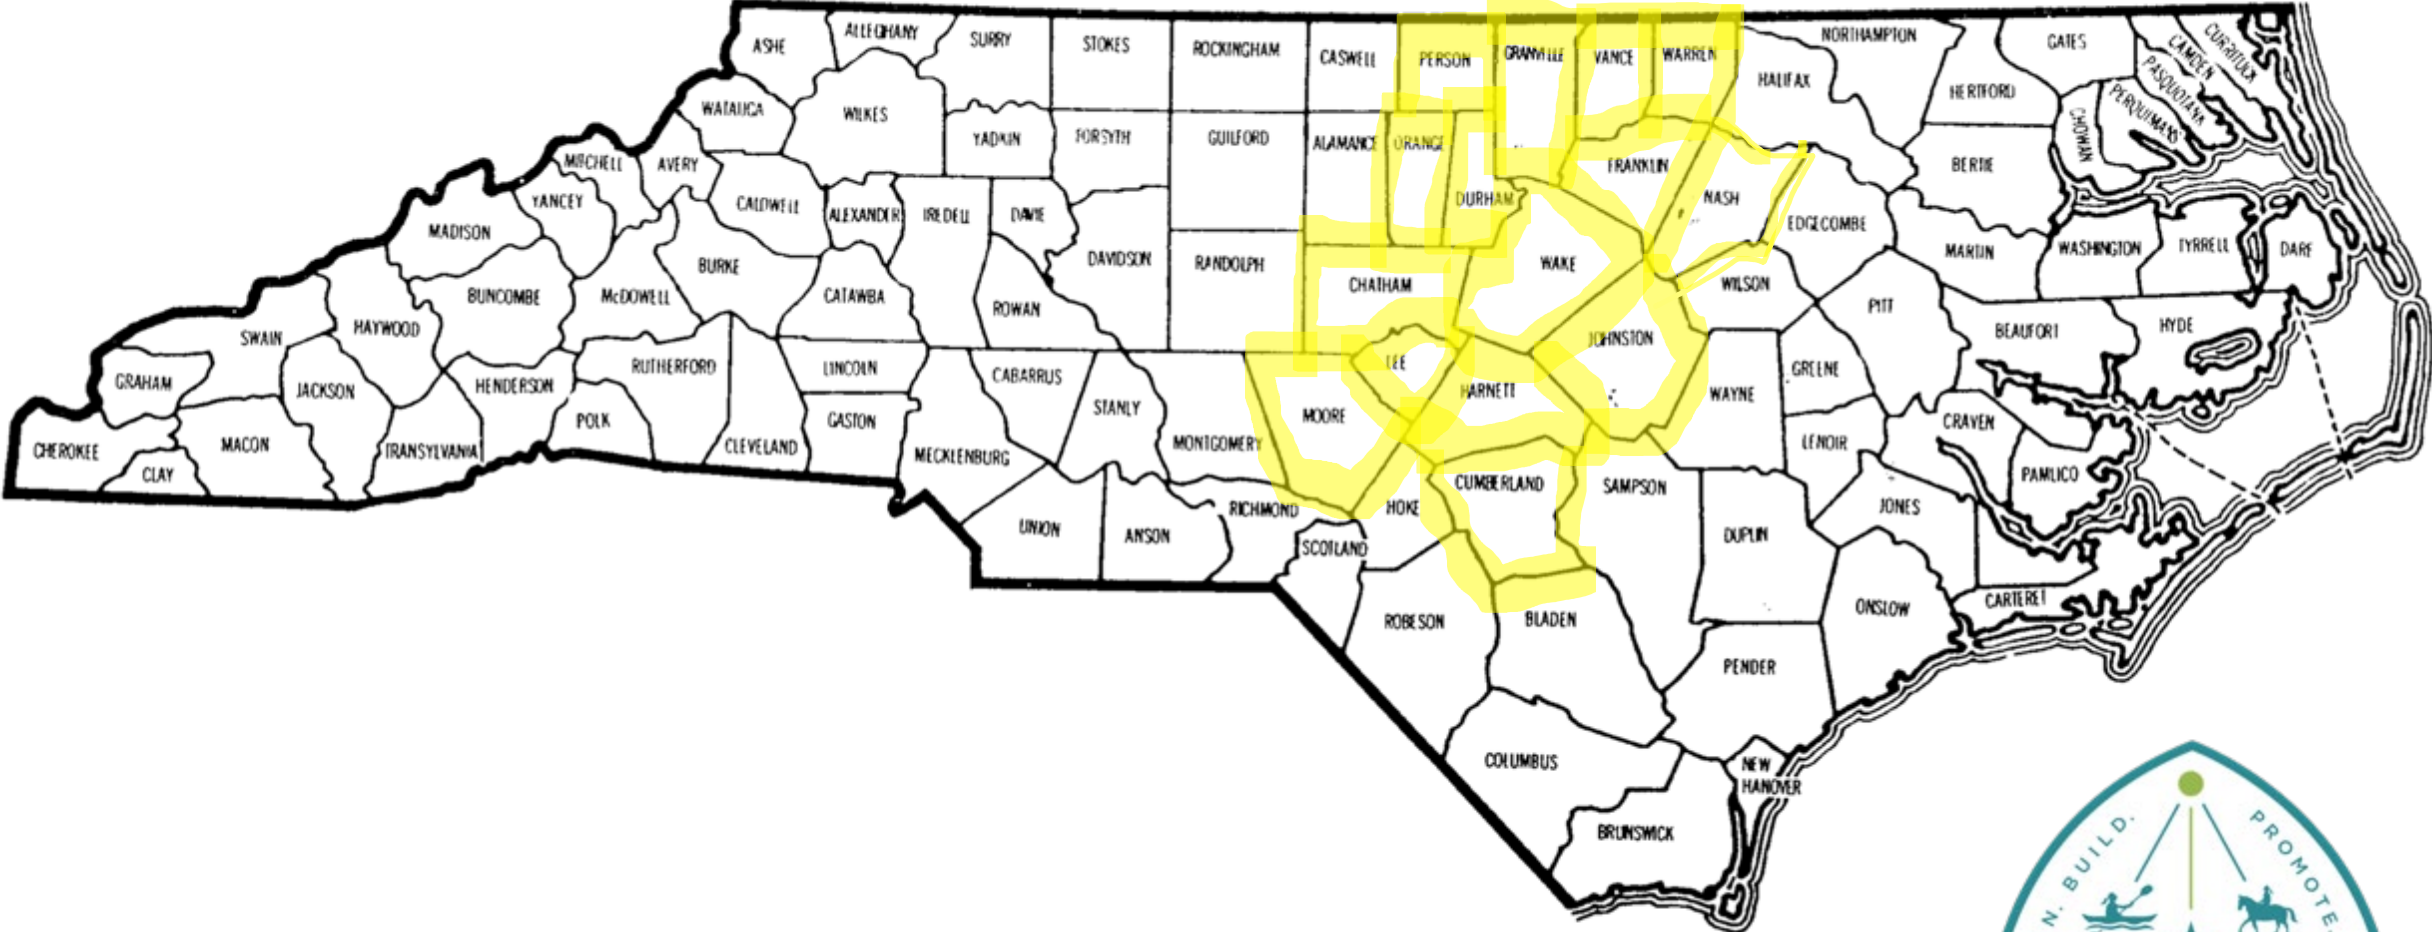 ASHE
ALLEGHANY
SURRY
STOKES
ROCKINGHAM
CASWELL
PERSON
GRANVILLE
VANCE
WARREN
NORTHAMPTON
GATES
CURRITUCK
CAMDEN
PASQUOTANK
PERQUIMANS
CHOWAN
HERTFORD
HALIFAX
WATAUGA
WILKES
YADKIN
FORSYTH
GUILFORD
ALAMANCE
ORANGE
DURHAM
FRANKLIN
NASH
EDGECOMBE
BERTIE
MITCHELL
AVERY
YANCEY
MADISON
CALDWELL
ALEXANDER
IREDELL
DAVIE
DAVIDSON
RANDOLPH
CHATHAM
WAKE
WILSON
MARTIN
WASHINGTON
TYRRELL
DARE
BURKE
McDOWELL
BUNCOMBE
HAYWOOD
SWAIN
CATAWBA
ROWAN
LEE
JOHNSTON
PITT
BEAUFORT
HYDE
GRAHAM
JACKSON
HENDERSON
RUTHERFORD
LINCOLN
CABARRUS
STANLY
MOORE
HARNETT
WAYNE
GREENE
CHEROKEE
CLAY
MACON
TRANSYLVANIA
POLK
CLEVELAND
GASTON
MECKLENBURG
MONTGOMERY
LENOIR
CRAVEN
PAMLICO
UNION
ANSON
RICHMOND
SCOTLAND
HOKE
CUMBERLAND
SAMPSON
DUPLIN
JONES
CARTERET
ONSLOW
ROBESON
BLADEN
PENDER
COLUMBUS
NEW
HANOVER
BRUNSWICK
N. BUILD.
PROMOTE